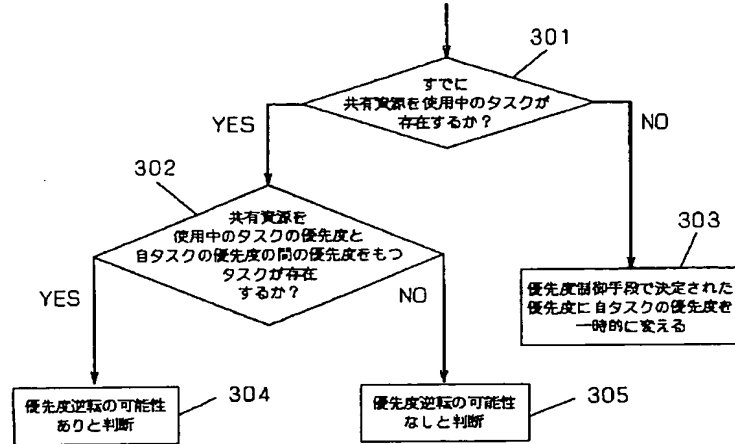 301
すでに
共有資源を使用中のタスクが
存在するか?
YES
NO
302
共有資源を
使用中のタスクの優先度と
自タスクの優先度の間の優先度をもつ
タスクが存在
するか?
303
優先度制御手段で決定された
優先度に自タスクの優先度を
一時的に変える
YES
NO
304
優先度逆転の可能性
ありと判断
305
優先度逆転の可能性
なしと判断